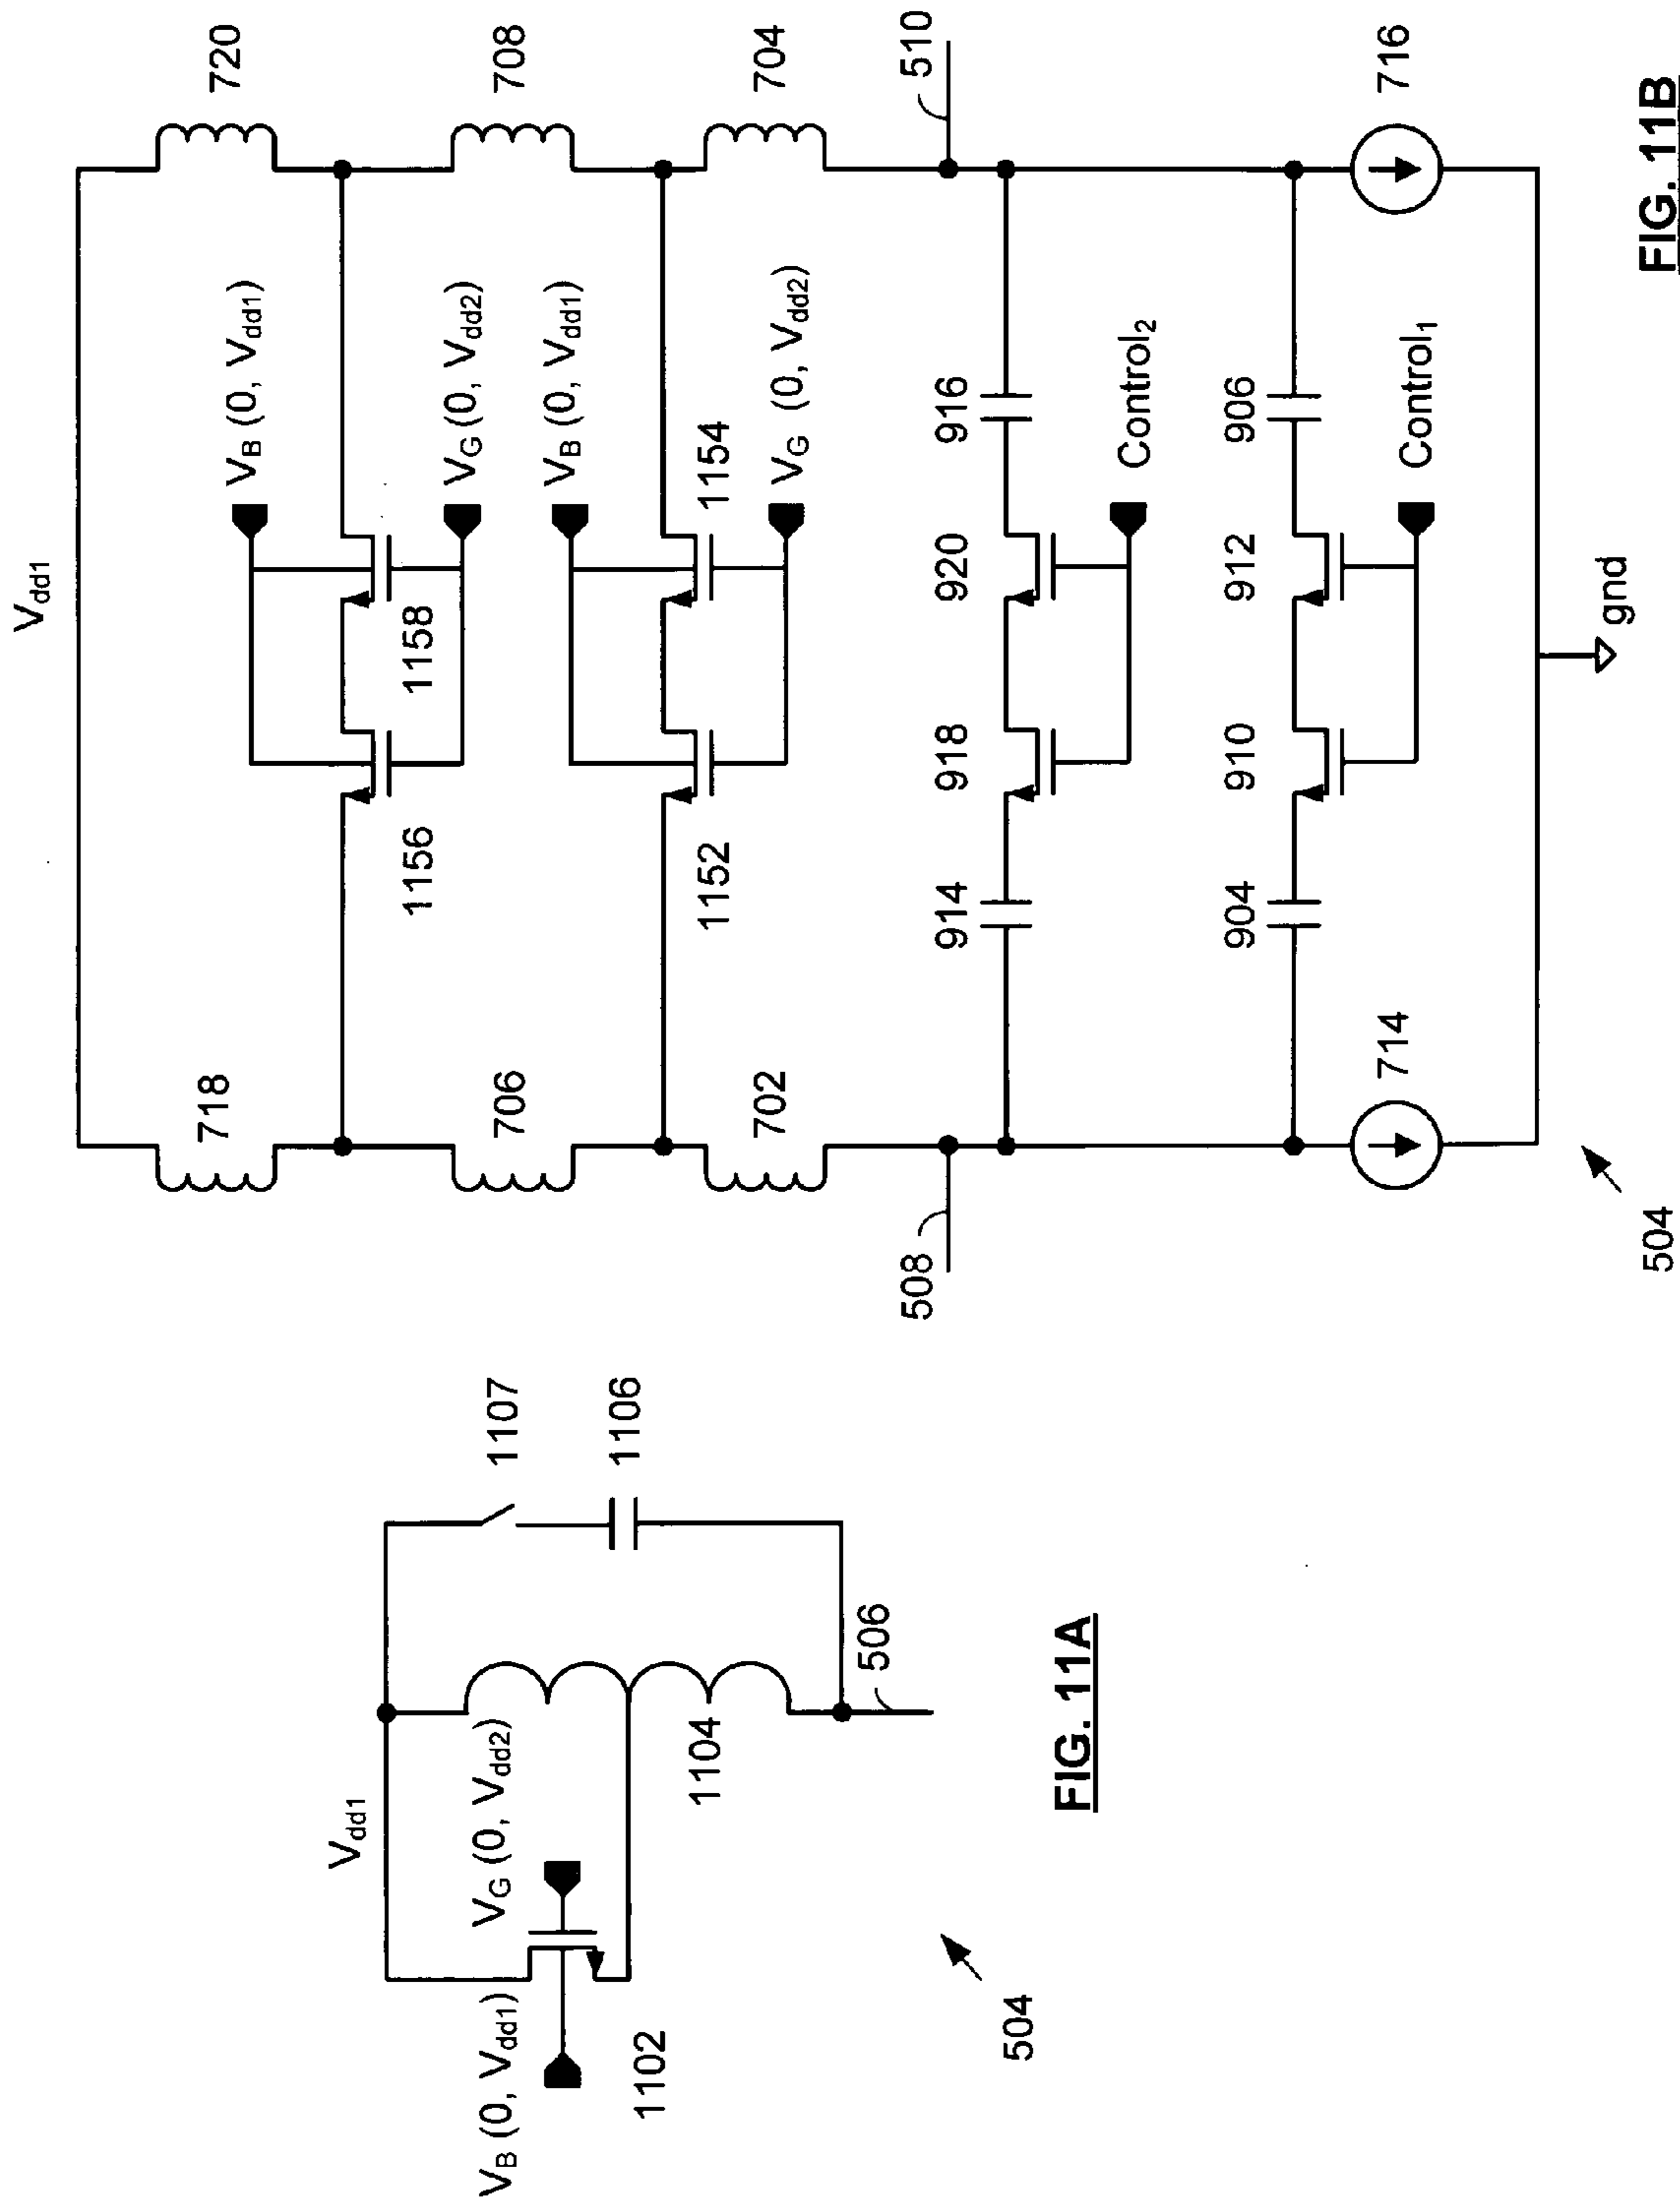 V_dd1
V_B (0, V_dd1)
V_G (0, V_dd2)
1102
1104
1107
1106
506
504
FIG. 11A
V_dd1
718
720
V_B (0, V_dd1)
1156
1158
V_G (0, V_dd2)
706
708
V_B (0, V_dd1)
1152
1154
V_G (0, V_dd2)
702
704
508
510
914
918
920
916
Control₂
904
910
912
906
Control₁
714
716
gnd
504
FIG. 11B